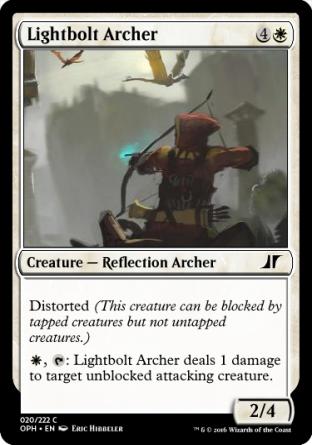 Lightbolt Archer 4
Creature — Reflection Archer
Distorted (This creature can be blocked by
tapped creatures but not untapped
creatures.)
, : Lightbolt Archer deals 1 damage
to target unblocked attacking creature.
2/4
020/222 C
OPH • EN Eric Hibbeler
™ & © 2016 Wizards of the Coast